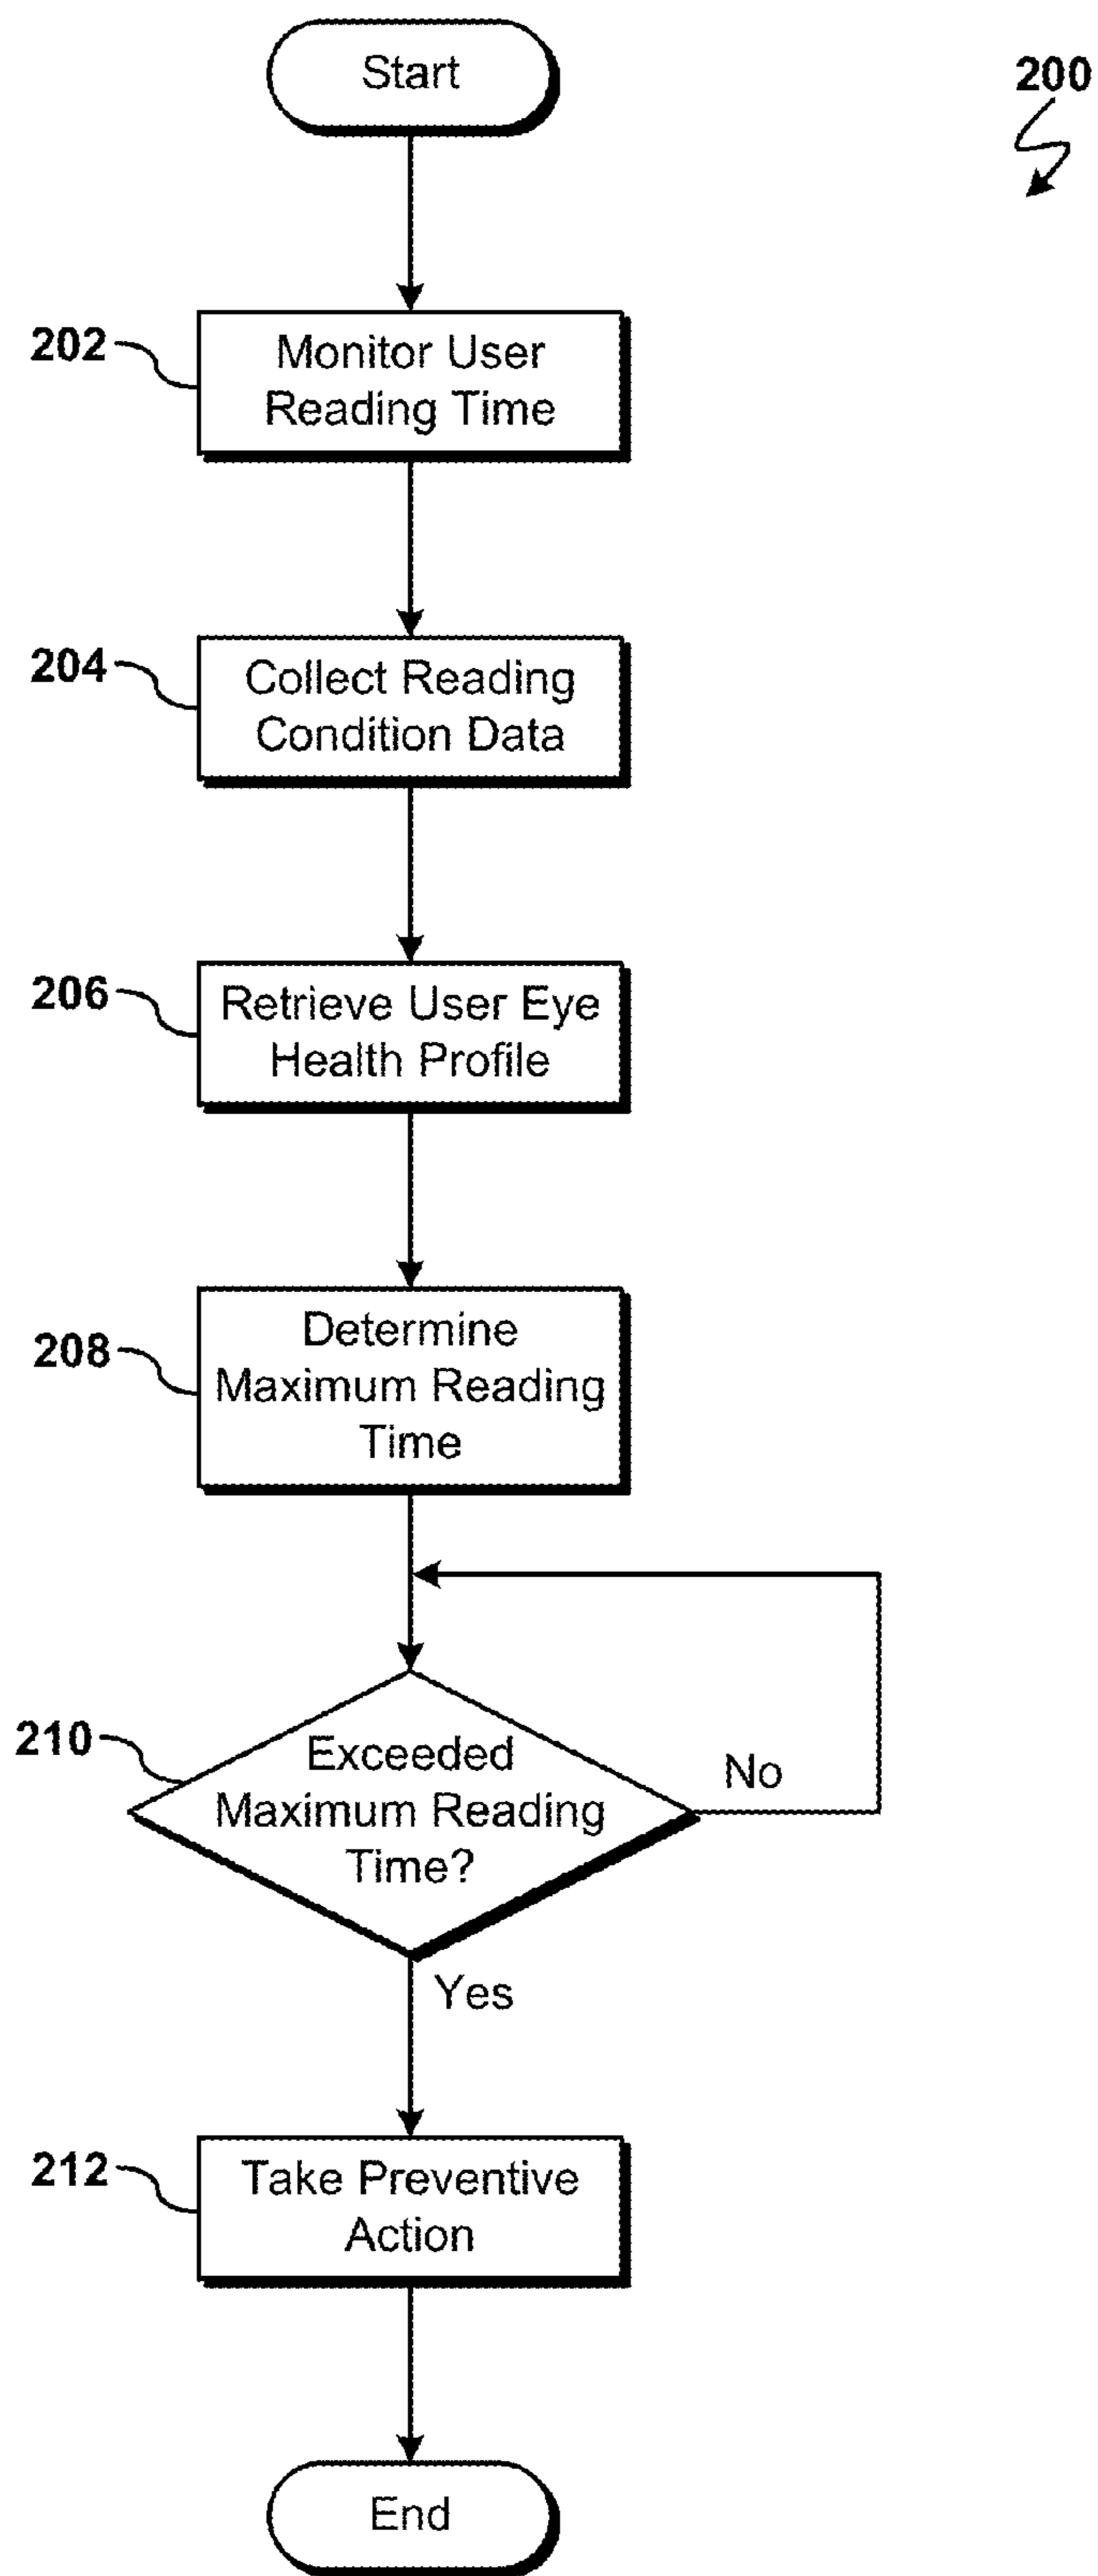 Start
200
202
Monitor User
Reading Time
204
Collect Reading
Condition Data
206
Retrieve User Eye
Health Profile
208
Determine
Maximum Reading
Time
210
Exceeded
Maximum Reading
Time?
No
Yes
212
Take Preventive
Action
End